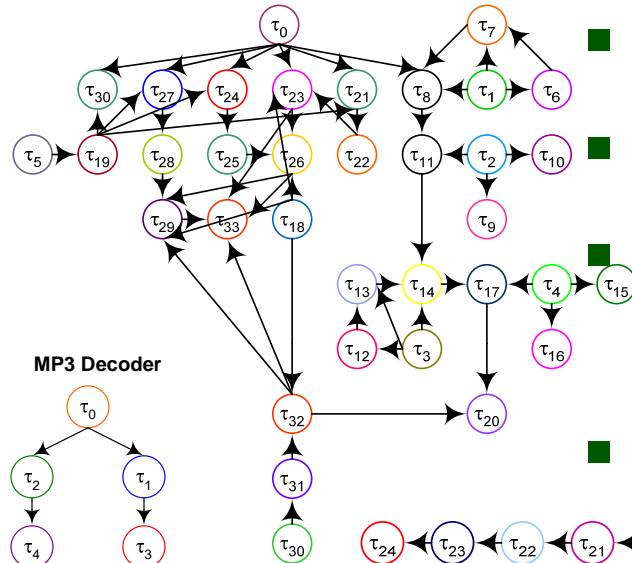 τ0 τ7
τ30 τ27 τ24 τ23 τ21 τ8 τ1 τ6
τ5 τ19 τ28 τ25 τ26 τ22 τ11 τ2 τ10
τ29 τ33 τ18 τ9
τ13 τ14 τ17 τ4 τ15
τ12 τ3 τ16
MP3 Decoder
τ0 τ32 τ20
τ2 τ1 τ31
τ4 τ3 τ30 τ24 τ23 τ22 τ21